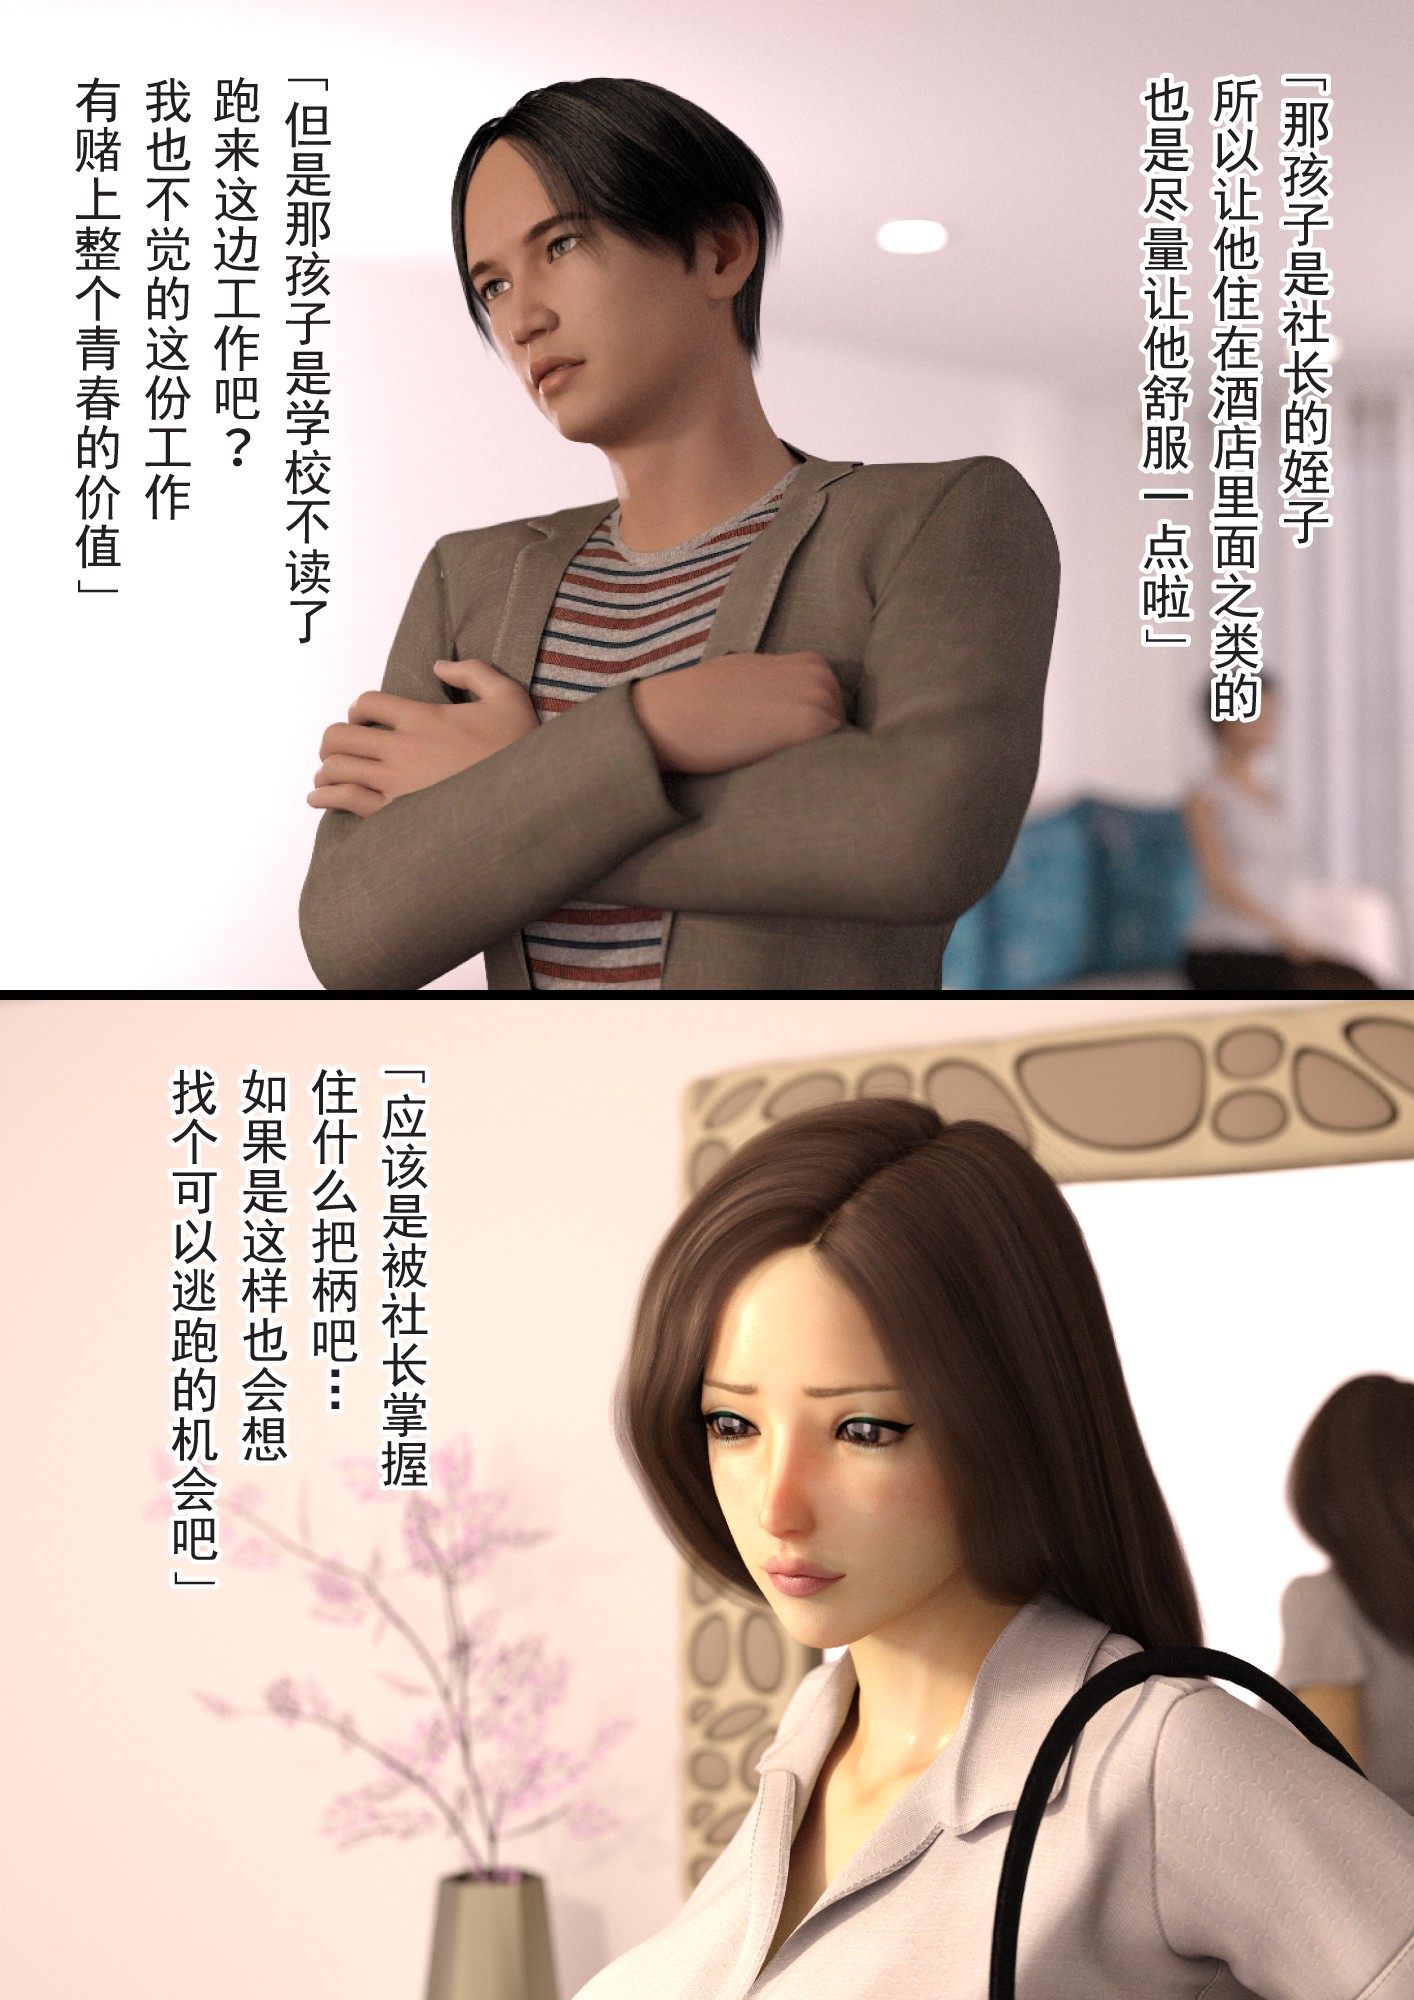 「那孩子是社长的姪子
所以让他住在酒店里面之类的
也是尽量让他舒服一点啦」
「但是那孩子是学校不读了
跑来这边工作吧？
我也不觉的这份工作
有赌上整个青春的价值」
「应该是被社长掌握
住什么把柄吧…
如果是这样也会想
找个可以逃跑的机会吧」